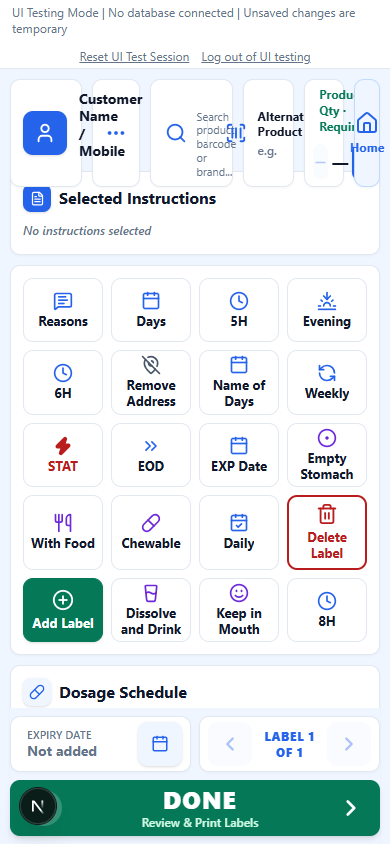 UI Testing Mode | No database connected | Unsaved changes are
temporary
Reset UI Test Session Log out of UI testing
Customer
Name
/
Mobile
Search
product
barcode
or
brand...
Alternat
Product
e.g.
Produ
Qty ·
Requir
Home
Selected Instructions
No instructions selected
Reasons
Days
5H
Evening
6H
Remove
Address
Name of
Days
Weekly
STAT
EOD
EXP Date
Empty
Stomach
With Food
Chewable
Daily
Delete
Label
Add Label
Dissolve
and Drink
Keep in
Mouth
8H
Dosage Schedule
EXPIRY DATE
Not added
LABEL 1
OF 1
N
DONE
Review & Print Labels